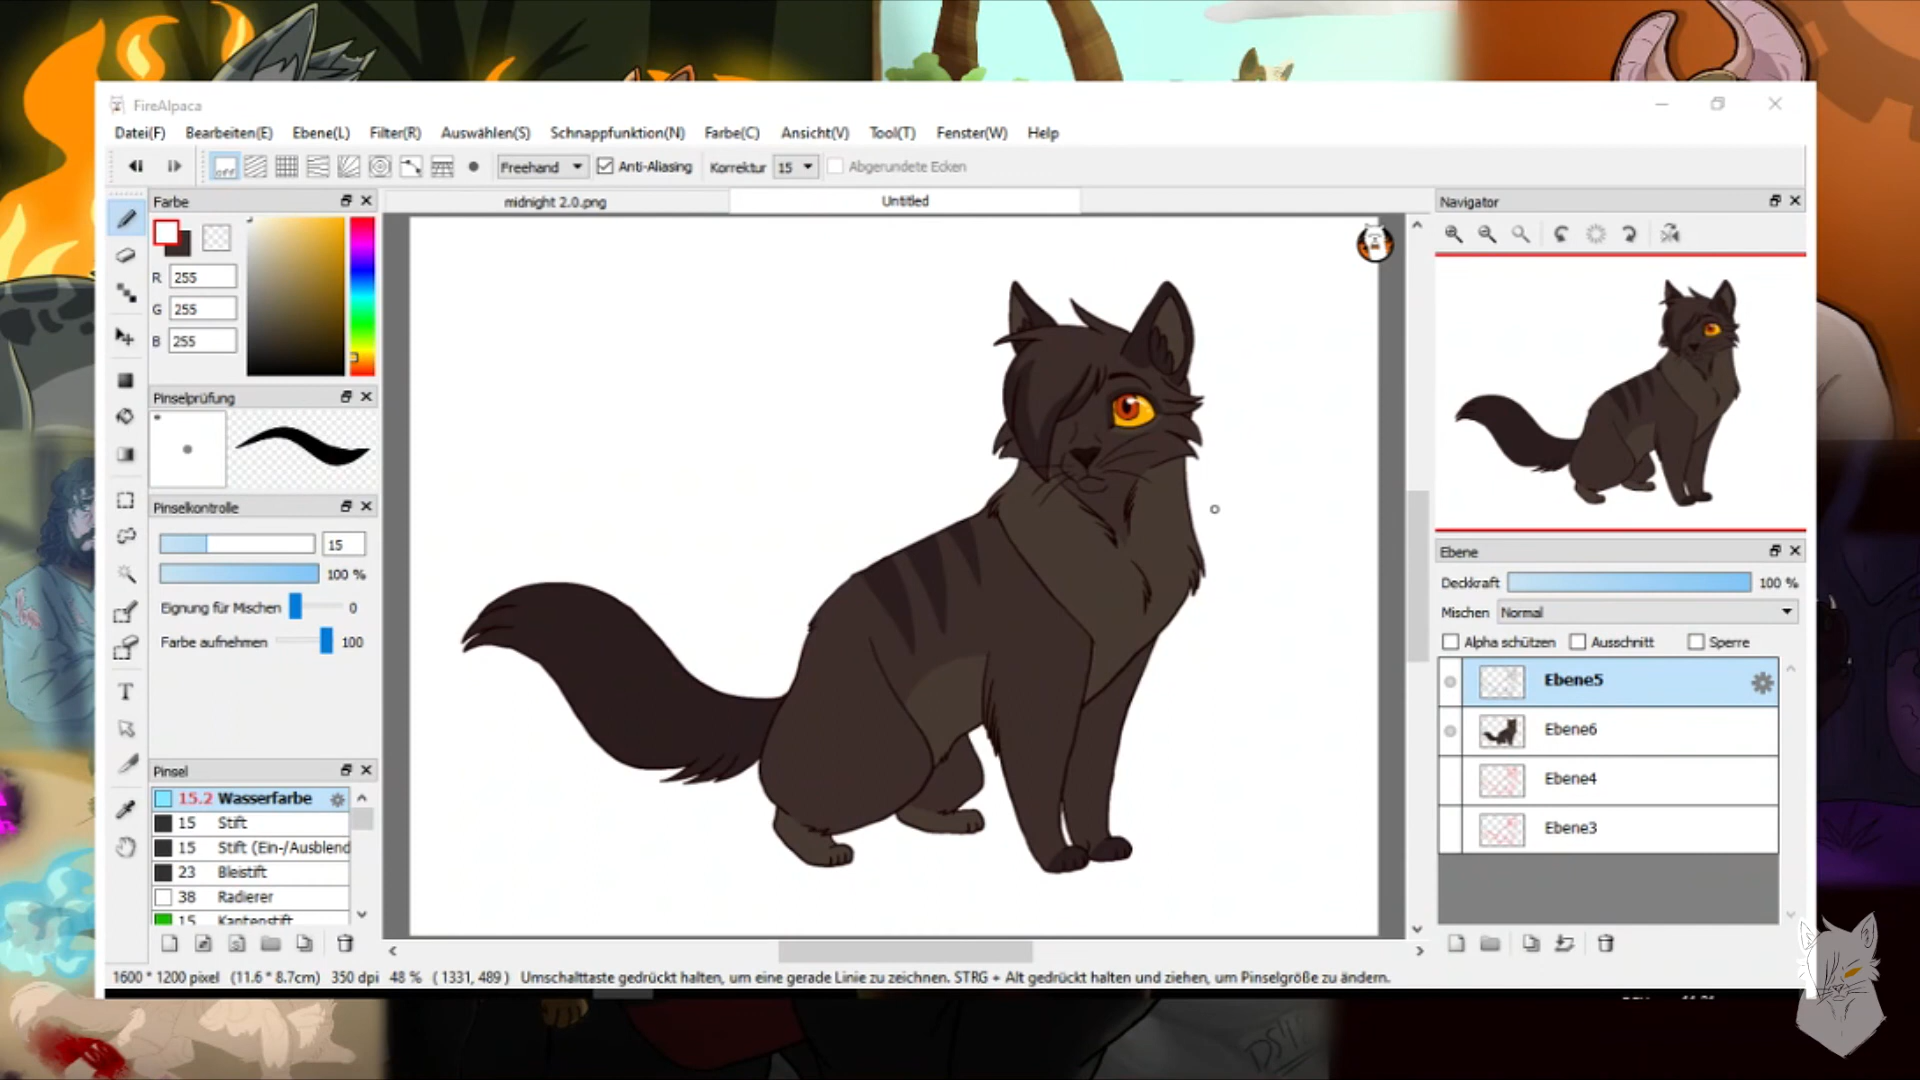 FireAlpaca
Datei(F) Bearbeiten(E) Ebene(L) Filter(R) Auswählen(S) Schnappfunktion(N) Farbe(C) Ansicht(V) Tool(T) Fenster(W) Help
off Freehand Anti-Aliasing Korrektur 15 Abgerundete Ecken
Farbe
midnight 2.0.png Untitled
Navigator
R 255
G 255
B 255
Pinselprüfung
Pinselkontrolle
15
100 %
Eignung für Mischen 0
Farbe aufnehmen 100
Ebene
Deckkraft 100 %
Mischen Normal
Alpha schützen Ausschnitt Sperre
Ebene5
Ebene6
Ebene4
Ebene3
Pinsel
15.2 Wasserfarbe
15 Stift
15 Stift (Ein-/Ausblend
23 Bleistift
38 Radierer
15 Kantenstift
T
1600 * 1200 pixel (11.6 * 8.7cm) 350 dpi 48 % ( 1331, 489 ) Umschalttaste gedrückt halten, um eine gerade Linie zu zeichnen. STRG + Alt gedrückt halten und ziehen, um Pinselgröße zu ändern.